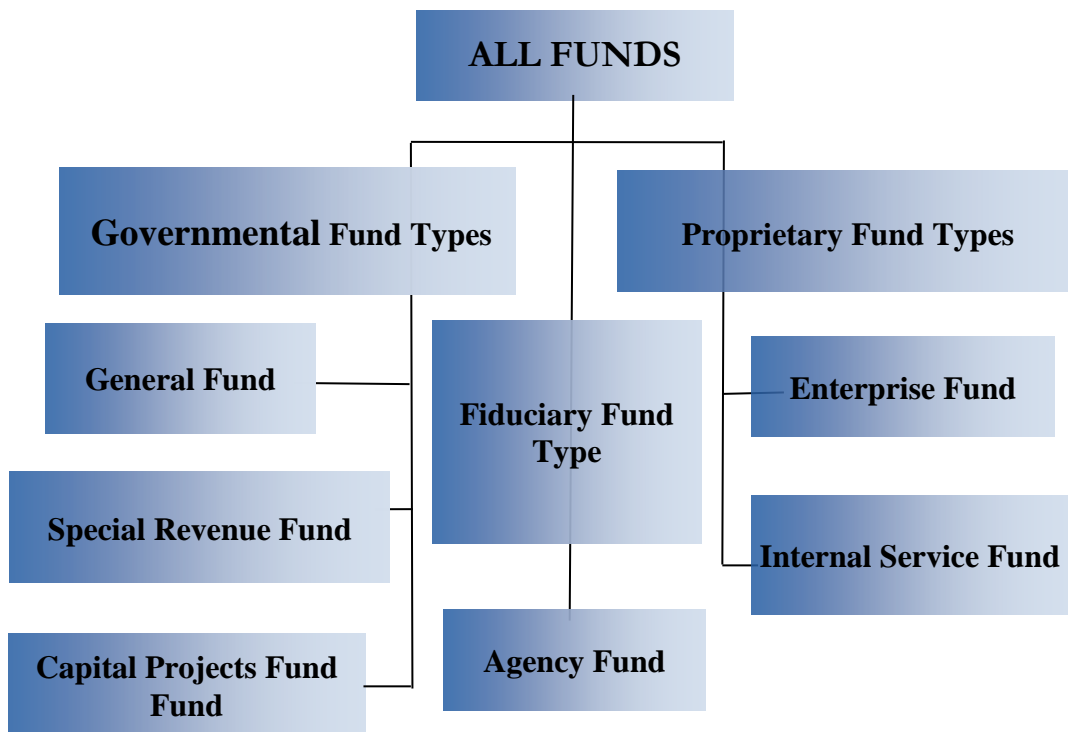 ALL FUNDS
Governmental Fund Types
Proprietary Fund Types
General Fund
Fiduciary Fund
Type
Enterprise Fund
Special Revenue Fund
Internal Service Fund
Capital Projects Fund
Fund
Agency Fund